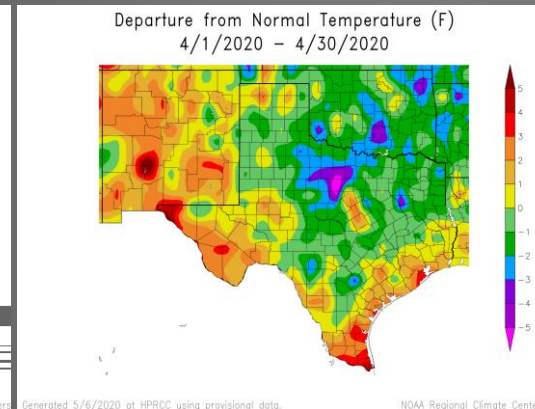 Departure from Normal Temperature (F)
4/1/2020 – 4/30/2020
5
4
3
2
1
0
-1
-2
-3
-4
-5
Generated 5/6/2020 at HPRCC using provisional data.
NOAA Regional Climate